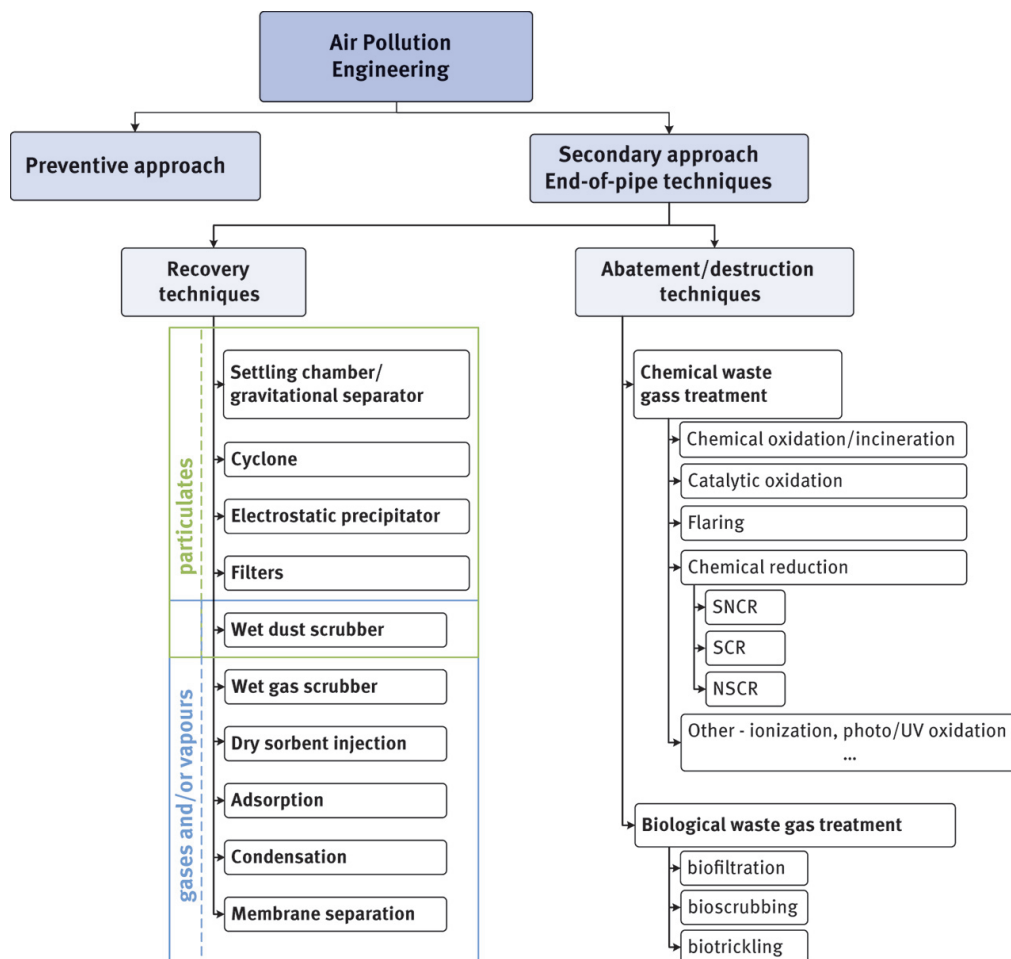 Air Pollution
Engineering
Preventive approach
Secondary approach
End-of-pipe techniques
Recovery
techniques
Abatement/destruction
techniques
particulates
gases and/or vapours
Settling chamber/
gravitational separator
Cyclone
Electrostatic precipitator
Filters
Wet dust scrubber
Wet gas scrubber
Dry sorbent injection
Adsorption
Condensation
Membrane separation
Chemical waste
gass treatment
Chemical oxidation/incineration
Catalytic oxidation
Flaring
Chemical reduction
SNCR
SCR
NSCR
Other - ionization, photo/UV oxidation
...
Biological waste gas treatment
biofiltration
bioscrubbing
biotrickling